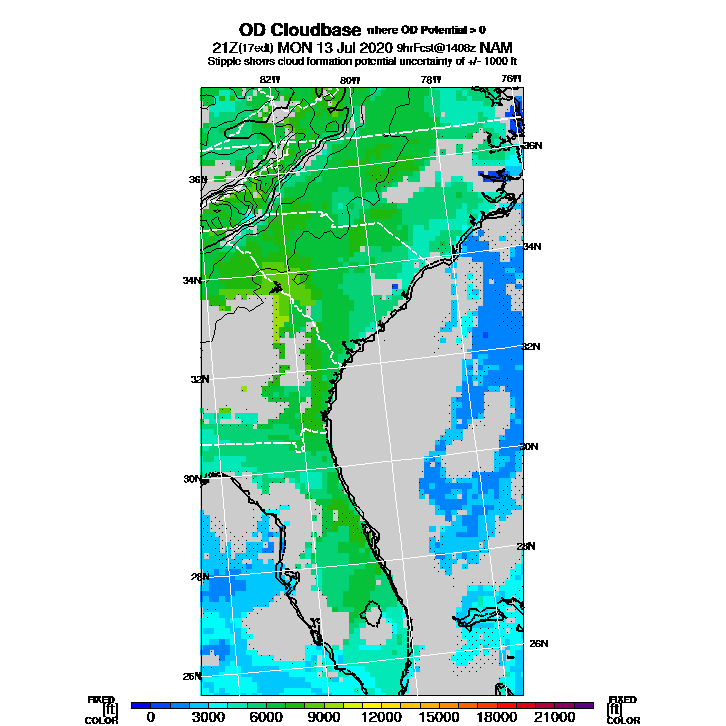 OD Cloudbase where OD Potential > 0
21Z(17edt) MON 13 Jul 2020 9hrFcst@1408z NAM
Stipple shows cloud formation potential uncertainty of +/- 1000 ft
82W 80W 78W 76W
36N
36N
34N
34N
32N
32N
30N
30N
28N
28N
26N
26N
FIXED FIXED
[ft] [ft]
COLOR 0 3000 6000 9000 12000 15000 18000 21000 COLOR